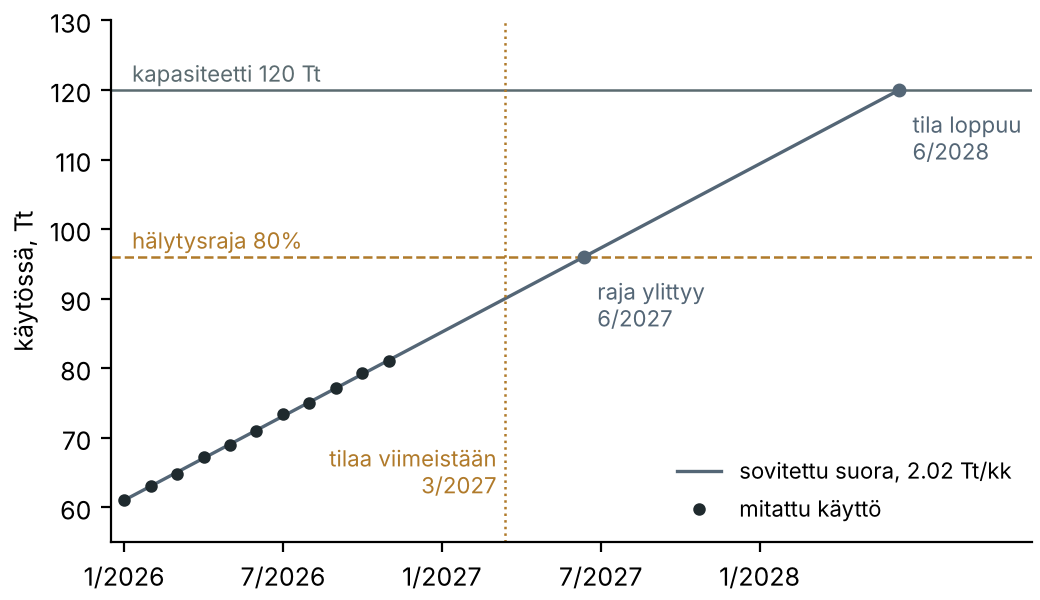 130
120
110
100
90
80
70
60
käytössä, Tt
kapasiteetti 120 Tt
tila loppuu
6/2028
hälytysraja 80%
raja ylittyy
6/2027
tilaa viimeistään
3/2027
sovitettu suora, 2.02 Tt/kk
mitattu käyttö
1/2026
7/2026
1/2027
7/2027
1/2028